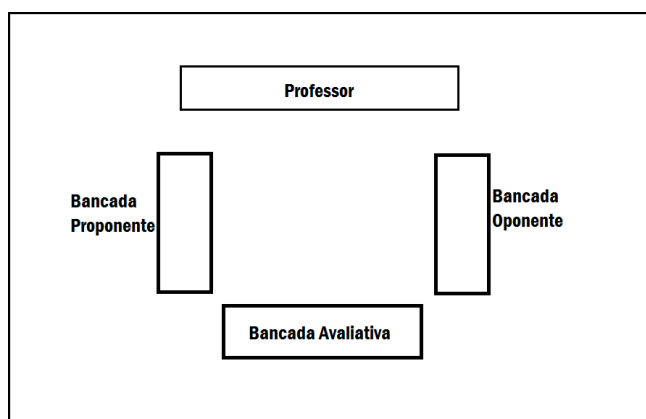 Professor
Bancada
Proponente
Bancada
Oponente
Bancada Avaliativa